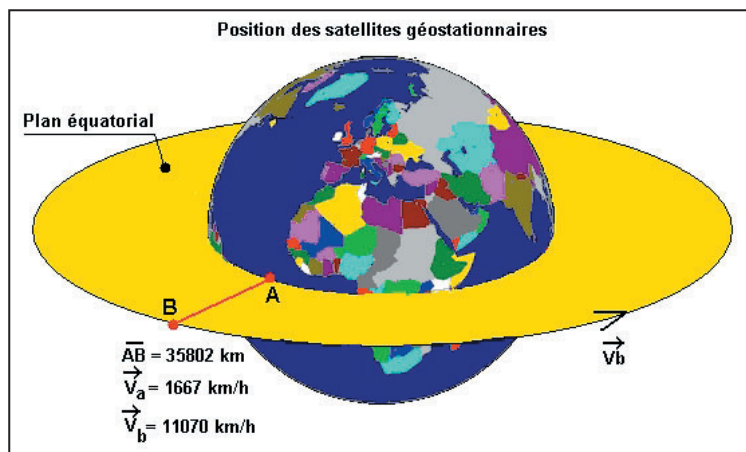 Position des satellites géostationnaires
Plan équatorial
A
B
AB = 35802 km
Va = 1667 km/h
Vb = 11070 km/h
Vb